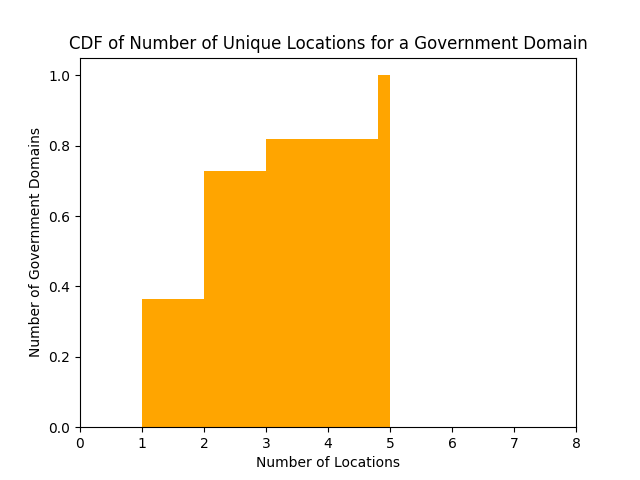 CDF of Number of Unique Locations for a Government Domain
Number of Government Domains
1.0
0.8
0.6
0.4
0.2
0.0
0 1 2 3 4 5 6 7 8
Number of Locations